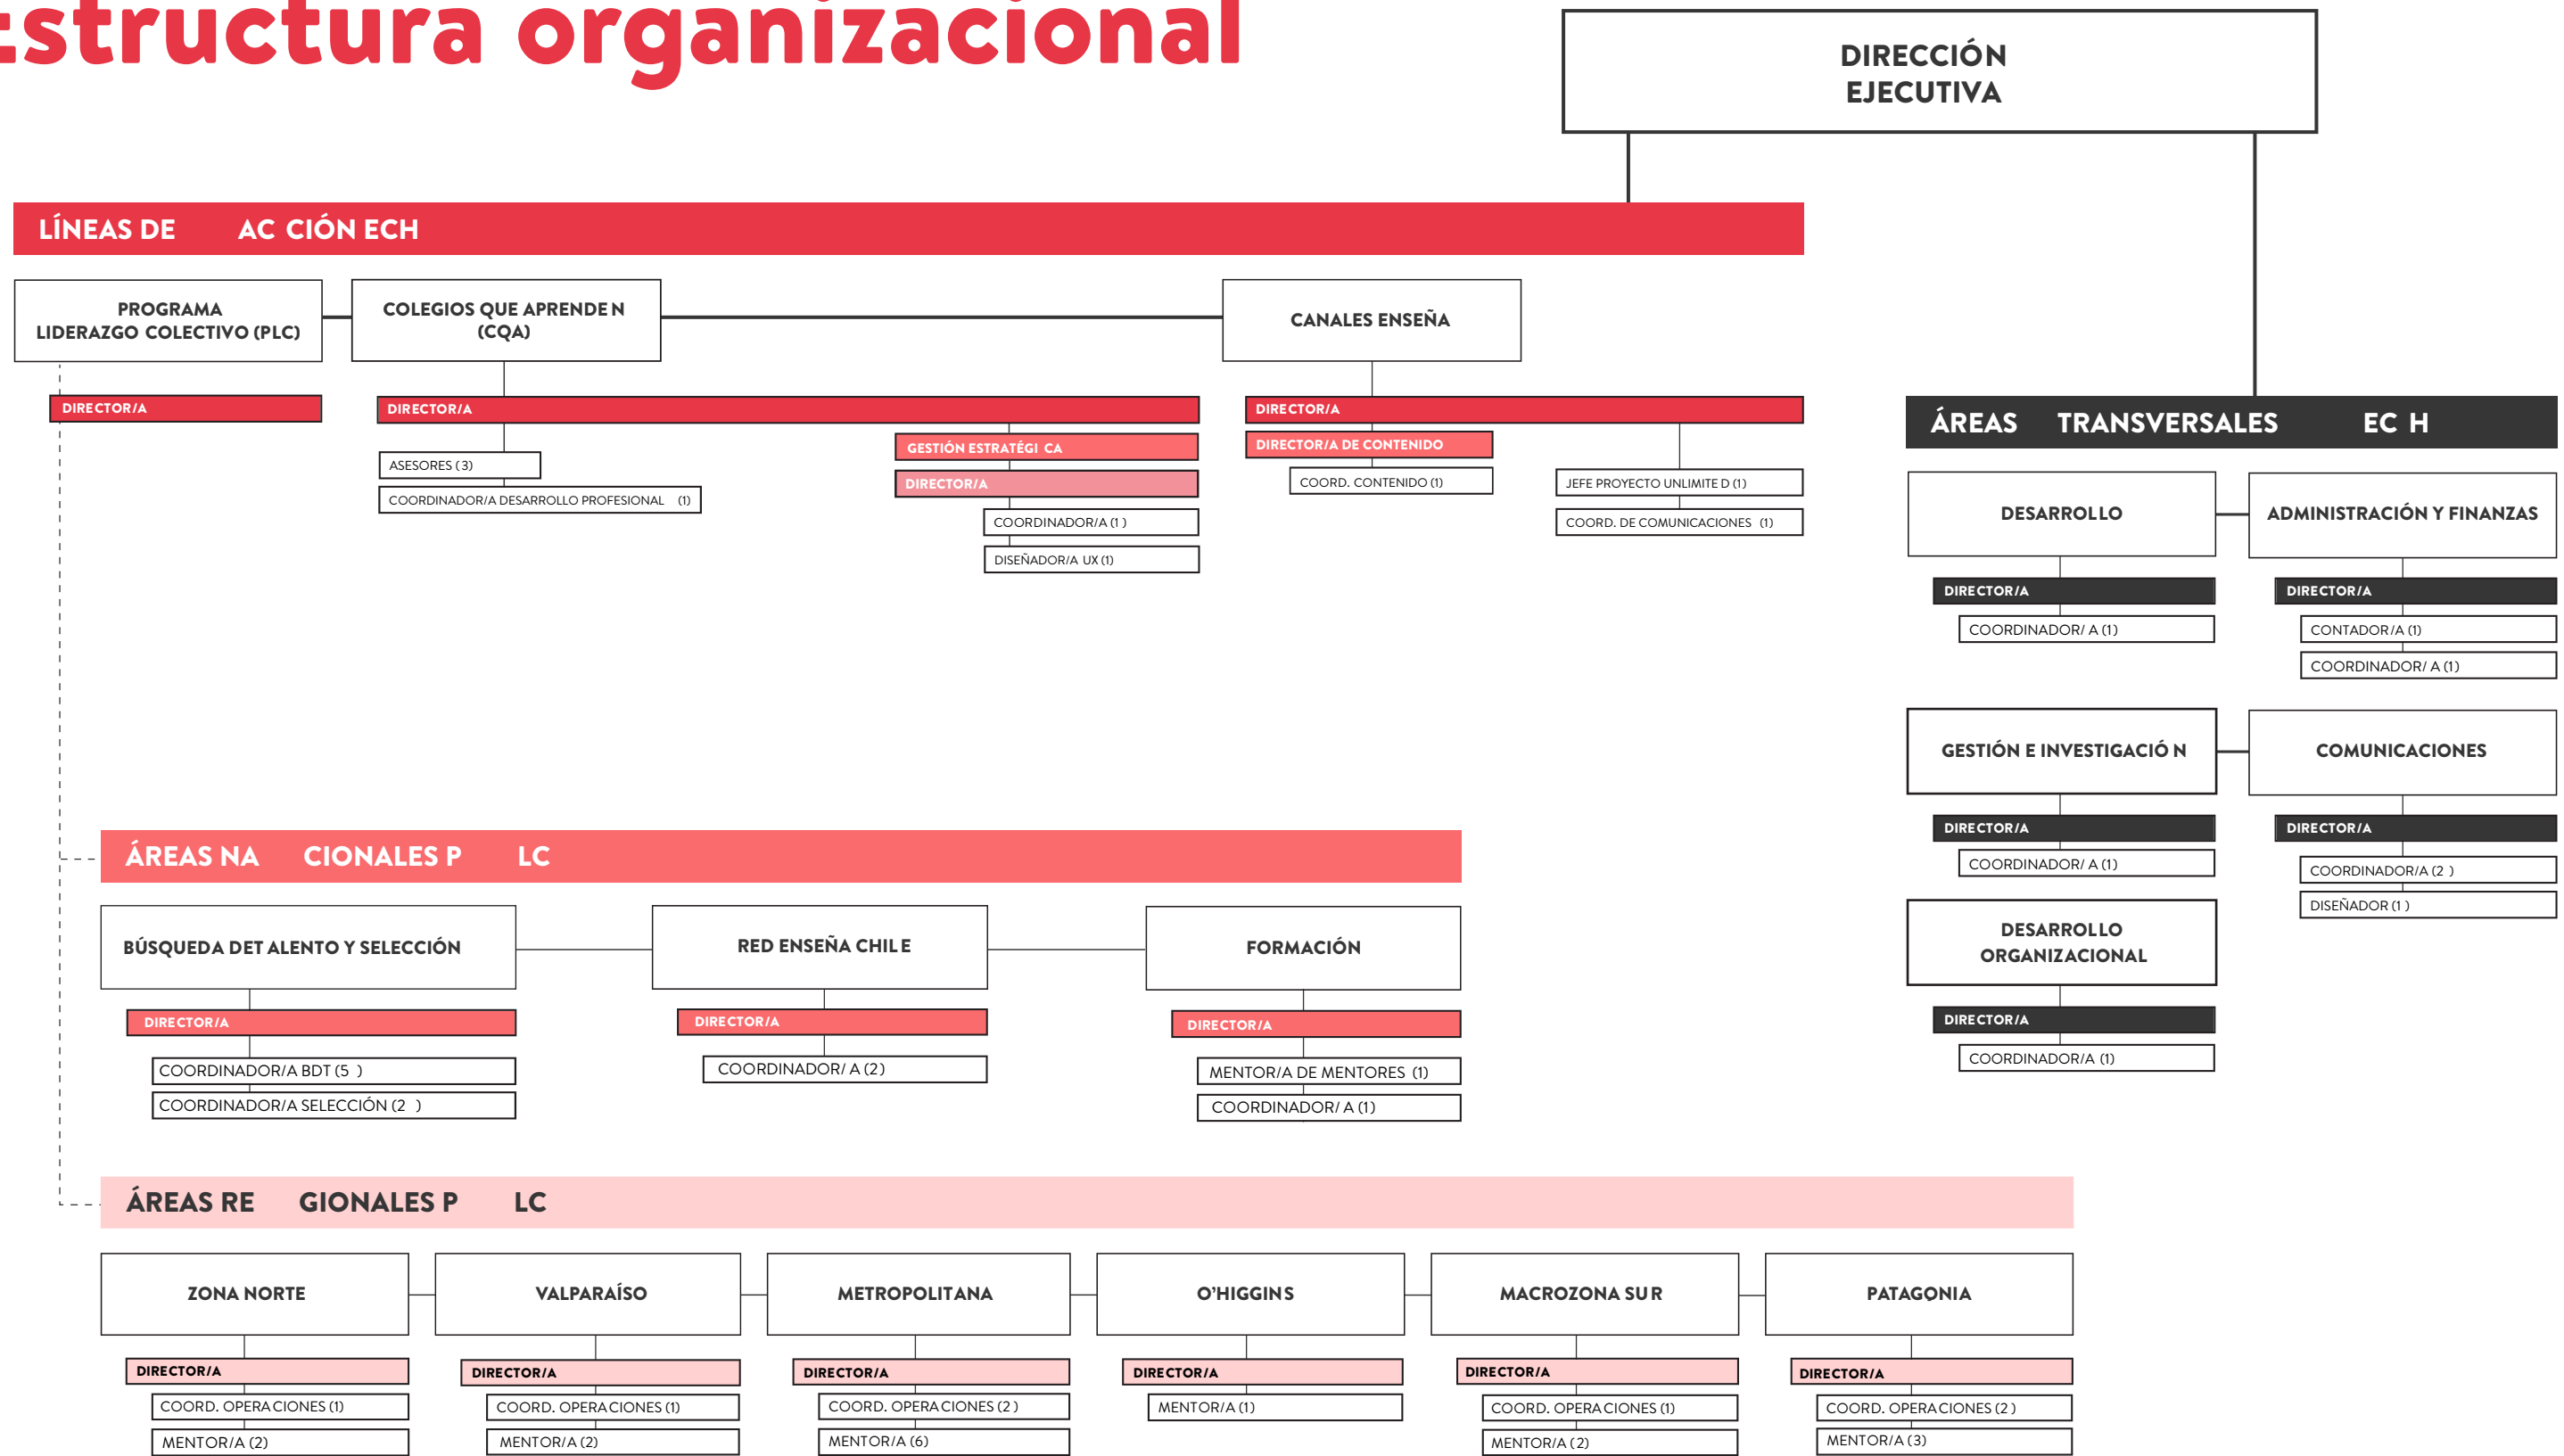 Estructura organizacional
DIRECCIÓN
EJECUTIVA
LÍNEAS DE AC CIÓN ECH
PROGRAMA
LIDERAZGO COLECTIVO (PLC)
DIRECTOR/A
COLEGIOS QUE APRENDE N
(CQA)
DIRECTOR/A
ASESORES (3)
COORDINADOR/A DESARROLLO PROFESIONAL (1)
GESTIÓN ESTRATÉGI CA
DIRECTOR/A
COORDINADOR/A (1 )
DISEÑADOR/A UX (1)
CANALES ENSEÑA
DIRECTOR/A
DIRECTOR/A DE CONTENIDO
COORD. CONTENIDO (1)
JEFE PROYECTO UNLIMITE D (1)
COORD. DE COMUNICACIONES (1)
ÁREAS TRANSVERSALES EC H
DESARROLLO
DIRECTOR/A
COORDINADOR/ A (1)
ADMINISTRACIÓN Y FINANZAS
DIRECTOR/A
CONTADOR/A (1)
COORDINADOR/ A (1)
GESTIÓN E INVESTIGACIÓ N
DIRECTOR/A
COORDINADOR/ A (1)
COMUNICACIONES
DIRECTOR/A
COORDINADOR/A (2 )
DISEÑADOR (1 )
DESARROLLO
ORGANIZACIONAL
DIRECTOR/A
COORDINADOR/A (1)
ÁREAS NA CIONALES P LC
BÚSQUEDA DE T ALENTO Y SELECCIÓN
DIRECTOR/A
COORDINADOR/A BDT (5 )
COORDINADOR/A SELECCIÓN (2 )
RED ENSEÑA CHIL E
DIRECTOR/A
COORDINADOR/ A (2)
FORMACIÓN
DIRECTOR/A
MENTOR/A DE MENTORES (1)
COORDINADOR/ A (1)
ÁREAS RE GIONALES P LC
ZONA NORTE
DIRECTOR/A
COORD. OPERA CIONES (1)
MENTOR/A (2)
VALPARAÍSO
DIRECTOR/A
COORD. OPERA CIONES (1)
MENTOR/A (2)
METROPOLITANA
DIRECTOR/A
COORD. OPERA CIONES (2 )
MENTOR/A (6)
O'HIGGINS
DIRECTOR/A
MENTOR/A (1)
MACROZONA SU R
DIRECTOR/A
COORD. OPERA CIONES (1)
MENTOR/A (2)
PATAGONIA
DIRECTOR/A
COORD. OPERA CIONES (2 )
MENTOR/A (3)